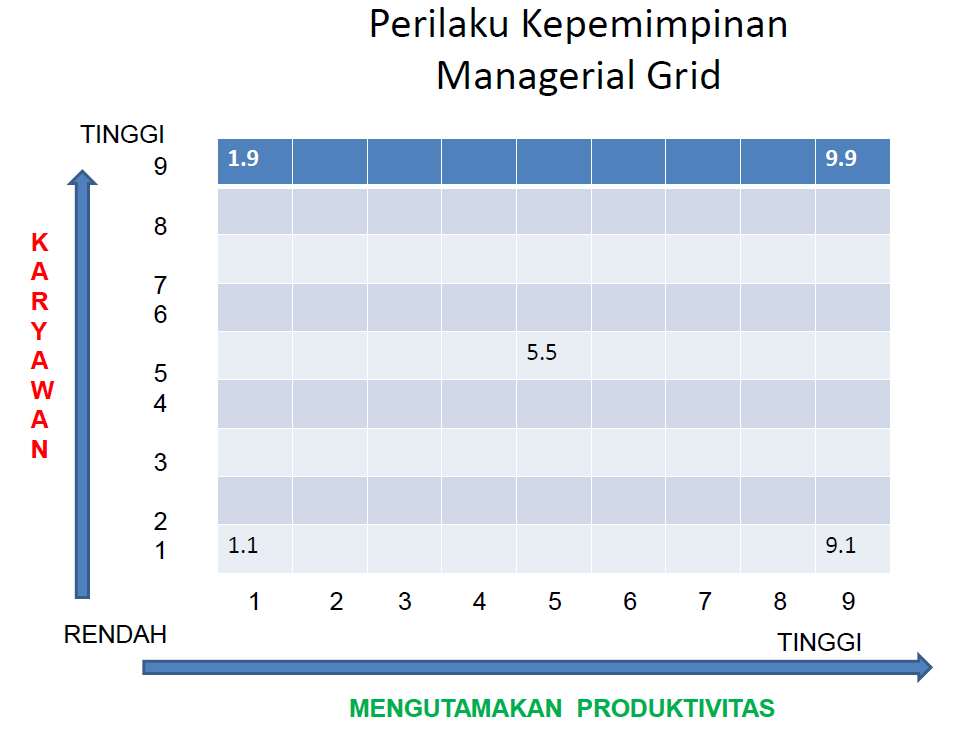 Perilaku Kepemimpinan
Managerial Grid
TINGGI
9
8
7
6
5
4
3
2
1
K
A
R
Y
A
W
A
N
1.9 9.9
5.5
1.1 9.1
1 2 3 4 5 6 7 8 9
RENDAH
TINGGI
MENGUTAMAKAN PRODUKTIVITAS